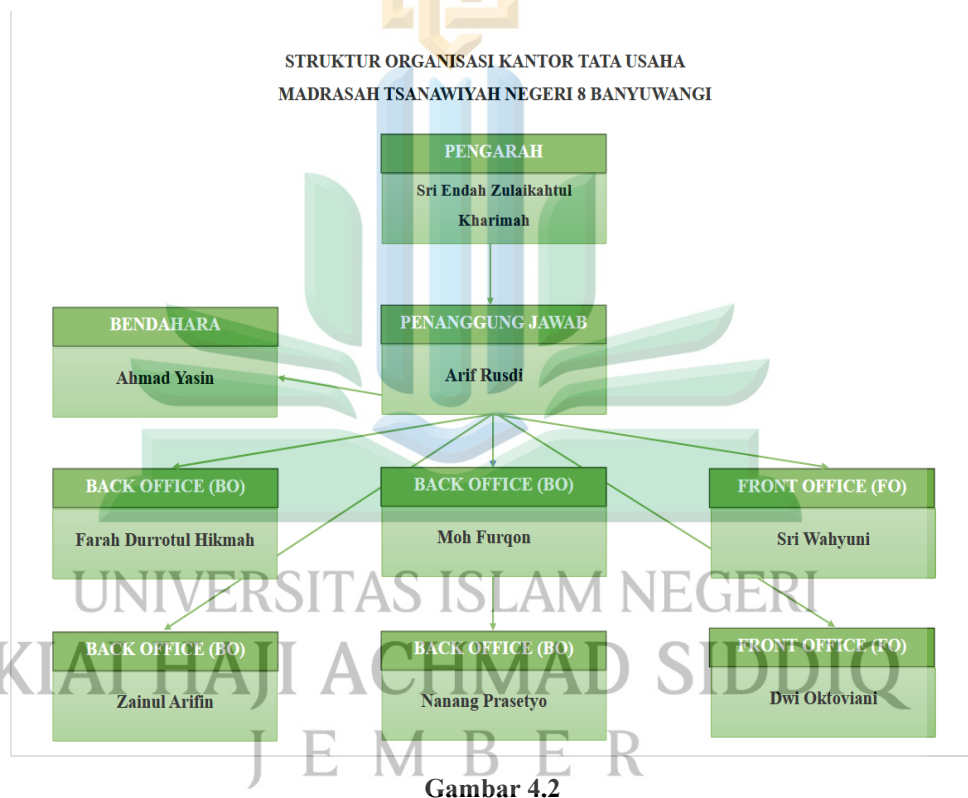 STRUKTUR ORGANISASI KANTOR TATA USAHA
MADRASAH TSANAWIYAH NEGERI 8 BANYUWANGI
PENGARAH
Sri Endah Zulaikahtul
Kharimah
BENDAHARA
Ahmad Yasin
PENANGGUNG JAWAB
Arif Rusdi
BACK OFFICE (BO)
Farah Durrotul Hikmah
BACK OFFICE (BO)
Moh Furqon
FRONT OFFICE (FO)
Sri Wahyuni
UNIVERSITAS ISLAM NEGERI
BACK OFFICE (BO)
Zainul Arifin
BACK OFFICE (BO)
Nanang Prasetyo
FRONT OFFICE (FO)
Dwi Oktoviani
KIAI HAJI ACHMAD SIDDIQ
JEMBER
Gambar 4.2